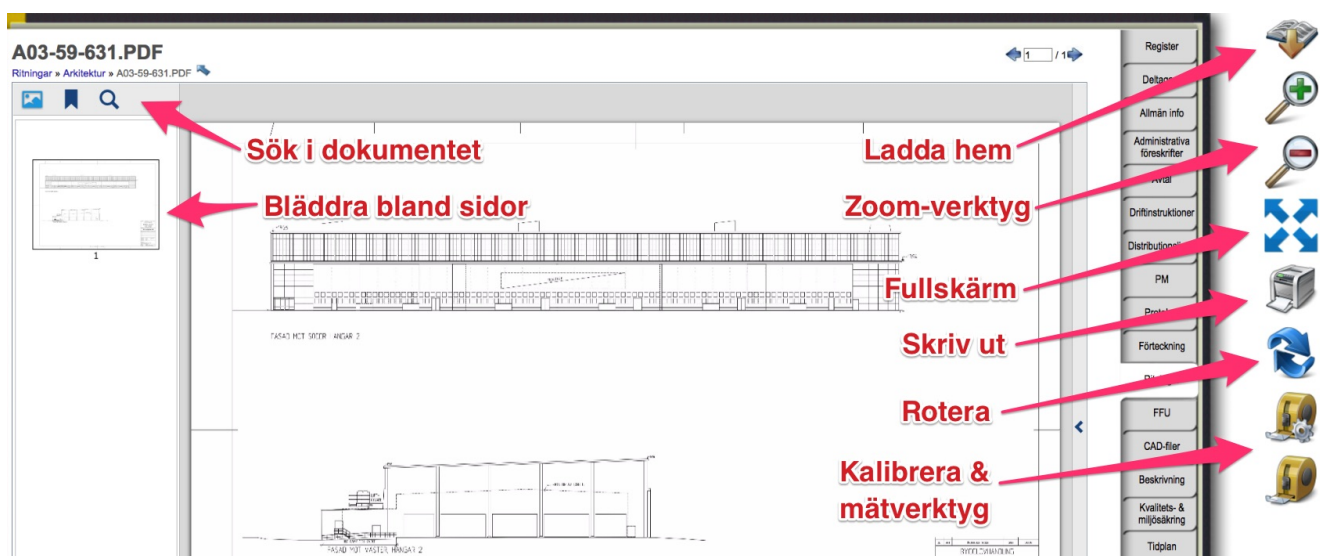 A03-59-631.PDF
Ritningar » Arkitektur » A03-59-631.PDF
1 / 1
Sök i dokumentet
Bläddra bland sidor
1
FASAD MOT SÖDER HANGAR 2
FASAD MOT VÄSTER HANGAR 2
BYGGLOVHANDLING
Ladda hem
Zoom-verktyg
Fullskärm
Skriv ut
Rotera
Kalibrera &
mätverktyg
Register
Allmän info
Administrativa
föreskrifter
Avtal
Driftinstruktioner
PM
Förteckning
FFU
CAD-filer
Beskrivning
Kvalitets- &
miljösäkring
Tidplan